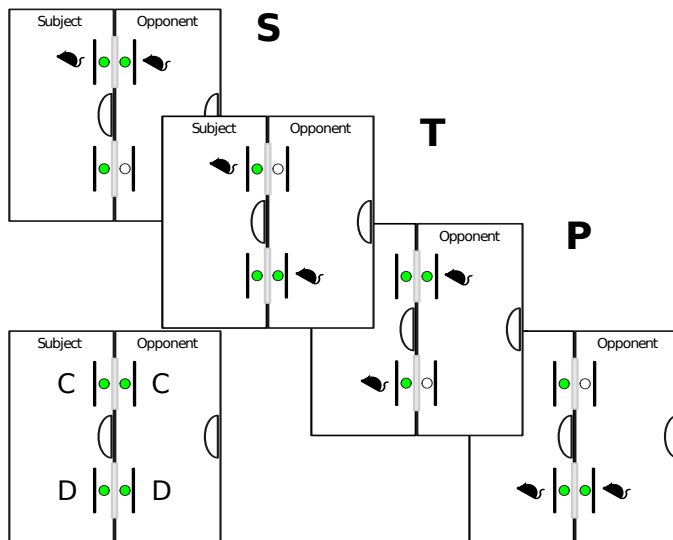 Subject Opponent
S
Subject Opponent
T
Opponent
P
Subject Opponent
C C
D D
Opponent